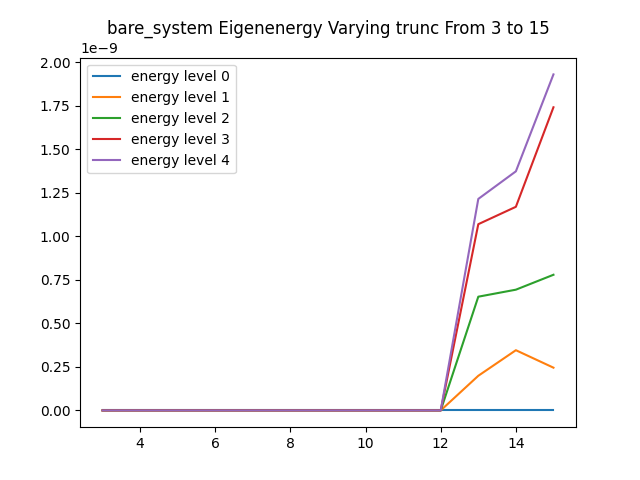 bare_system Eigenenergy Varying trunc From 3 to 15
1e−9
2.00
1.75
1.50
1.25
1.00
0.75
0.50
0.25
0.00
energy level 0
energy level 1
energy level 2
energy level 3
energy level 4
4 6 8 10 12 14